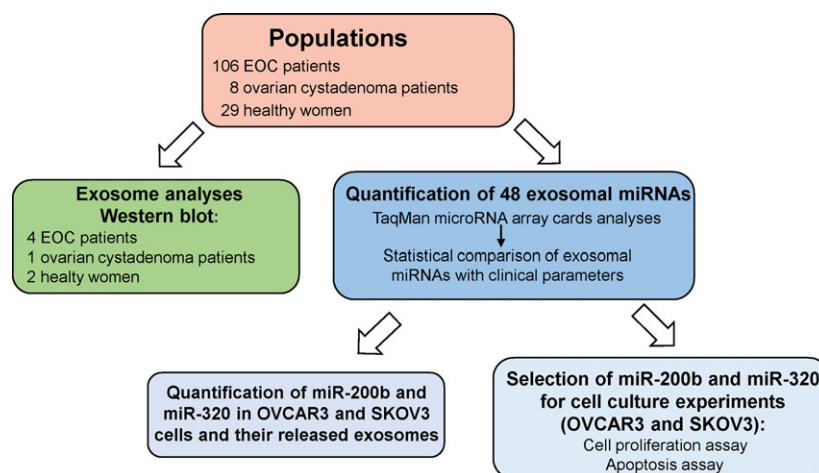 Populations
106 EOC patients
8 ovarian cystadenoma patients
29 healthy women
Exosome analyses
Western blot:
4 EOC patients
1 ovarian cystadenoma patients
2 healty women
Quantification of 48 exosomal miRNAs
TaqMan microRNA array cards analyses
Statistical comparison of exosomal
miRNAs with clinical parameters
Quantification of miR-200b and
miR-320 in OVCAR3 and SKOV3
cells and their released exosomes
Selection of miR-200b and miR-320
for cell culture experiments
(OVCAR3 and SKOV3):
Cell proliferation assay
Apoptosis assay